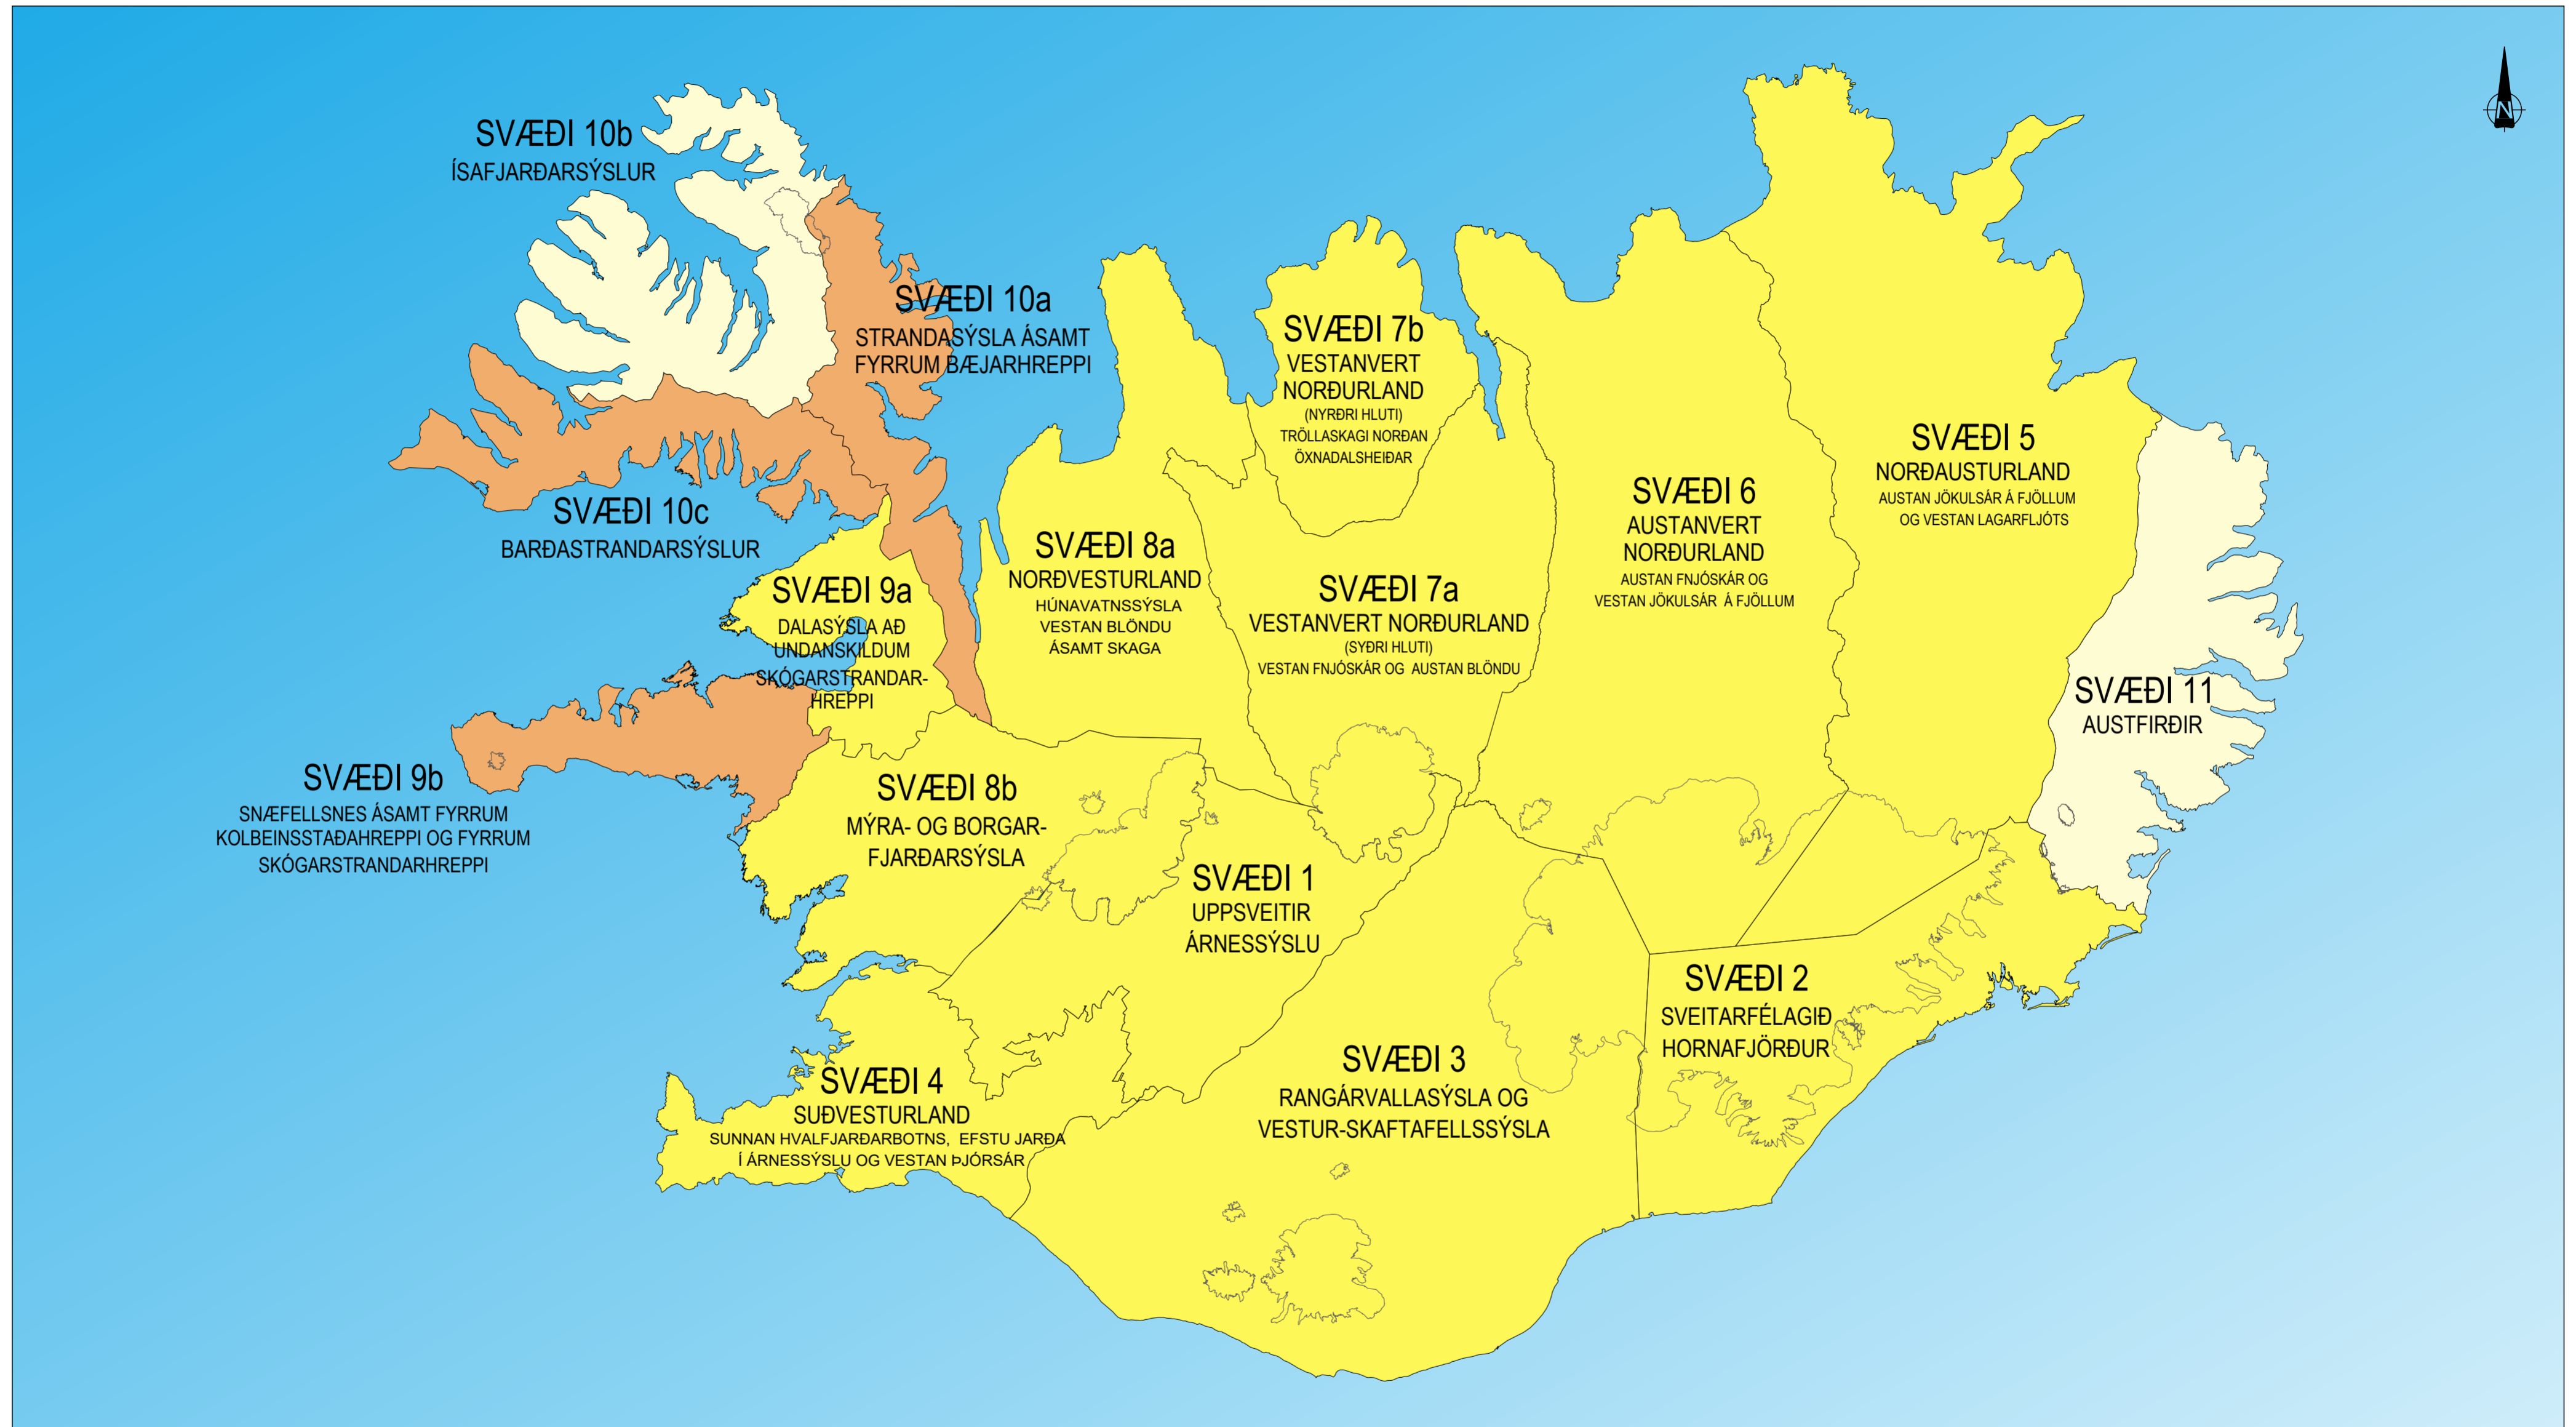 N
SVÆÐI 10b
ÍSAFJARÐARSÝSLUR
SVÆÐI 10a
STRANDASÝSLA ÁSAMT
FYRRUM BÆJARHREPPI
SVÆÐI 10c
BARÐASTRANDARSÝSLUR
SVÆÐI 9a
DALASÝSLA AÐ
UNDANSKILDUM
SKÓGARSTRANDAR-
HREPPI
SVÆÐI 9b
SNÆFELLSNES ÁSAMT FYRRUM
KOLBEINSSTAÐAHREPPI OG FYRRUM
SKÓGARSTRANDARHREPPI
SVÆÐI 8a
NORÐVESTURLAND
HÚNAVATNSSÝSLA
VESTAN BLÖNDU
ÁSAMT SKAGA
SVÆÐI 8b
MÝRA- OG BORGAR-
FJARÐARSÝSLA
SVÆÐI 7b
VESTANVERT
NORÐURLAND
(NYRÐRI HLUTI)
TRÖLLASKAGI NORÐAN
ÖXNADALSHEIÐAR
SVÆÐI 7a
VESTANVERT NORÐURLAND
(SYÐRI HLUTI)
VESTAN FNJÓSKÁR OG AUSTAN BLÖNDU
SVÆÐI 6
AUSTANVERT
NORÐURLAND
AUSTAN FNJÓSKÁR OG
VESTAN JÖKULSÁR Á FJÖLLUM
SVÆÐI 5
NORÐAUSTURLAND
AUSTAN JÖKULSÁR Á FJÖLLUM
OG VESTAN LAGARFLJÓTS
SVÆÐI 11
AUSTFIRÐIR
SVÆÐI 1
UPPSVEITIR
ÁRNESSÝSLU
SVÆÐI 2
SVEITARFÉLAGIÐ
HORNAFJÖRÐUR
SVÆÐI 3
RANGÁRVALLASÝSLA OG
VESTUR-SKAFTAFELLSSÝSLA
SVÆÐI 4
SUÐVESTURLAND
SUNNAN HVALFJARÐARBOTNS, EFSTU JARÐA
Í ÁRNESSÝSLU OG VESTAN ÞJÓRSÁR